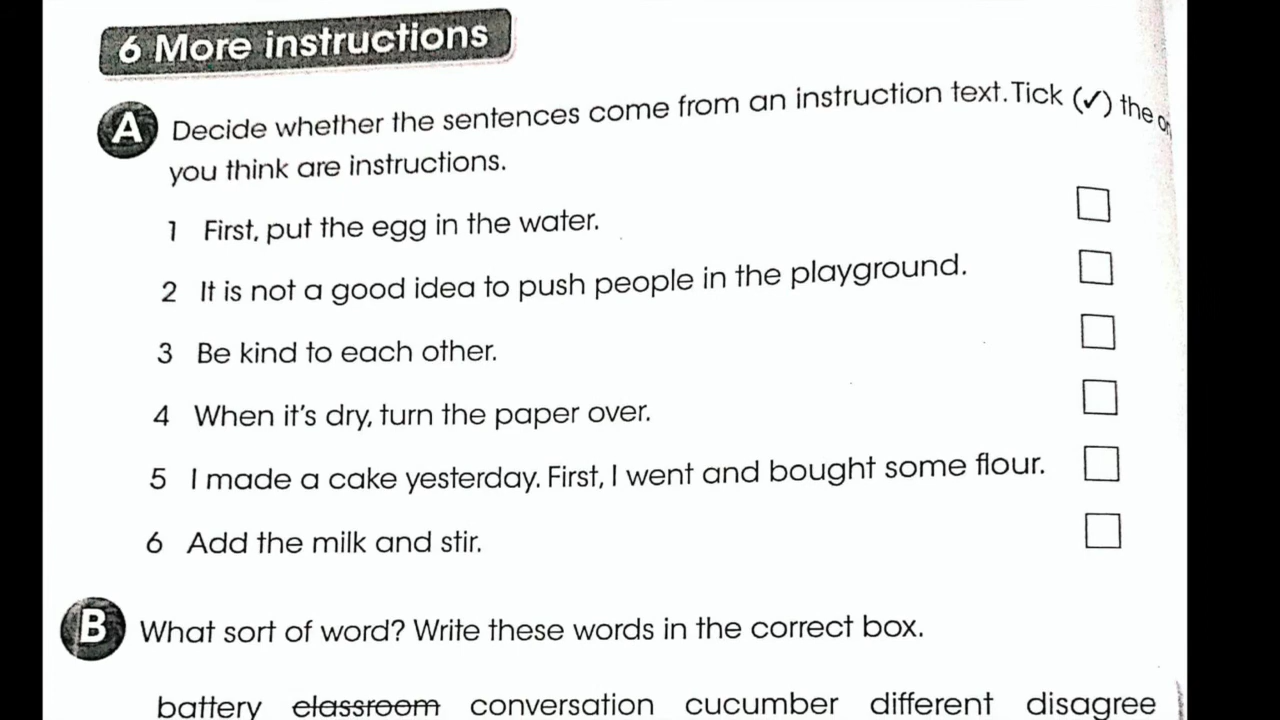 6 More instructions
A Decide whether the sentences come from an instruction text. Tick (✓) the
you think are instructions.
1 First, put the egg in the water.
2 It is not a good idea to push people in the playground.
3 Be kind to each other.
4 When it's dry, turn the paper over.
5 I made a cake yesterday. First, I went and bought some flour.
6 Add the milk and stir.
B What sort of word? Write these words in the correct box.
battery classroom conversation cucumber different disagree